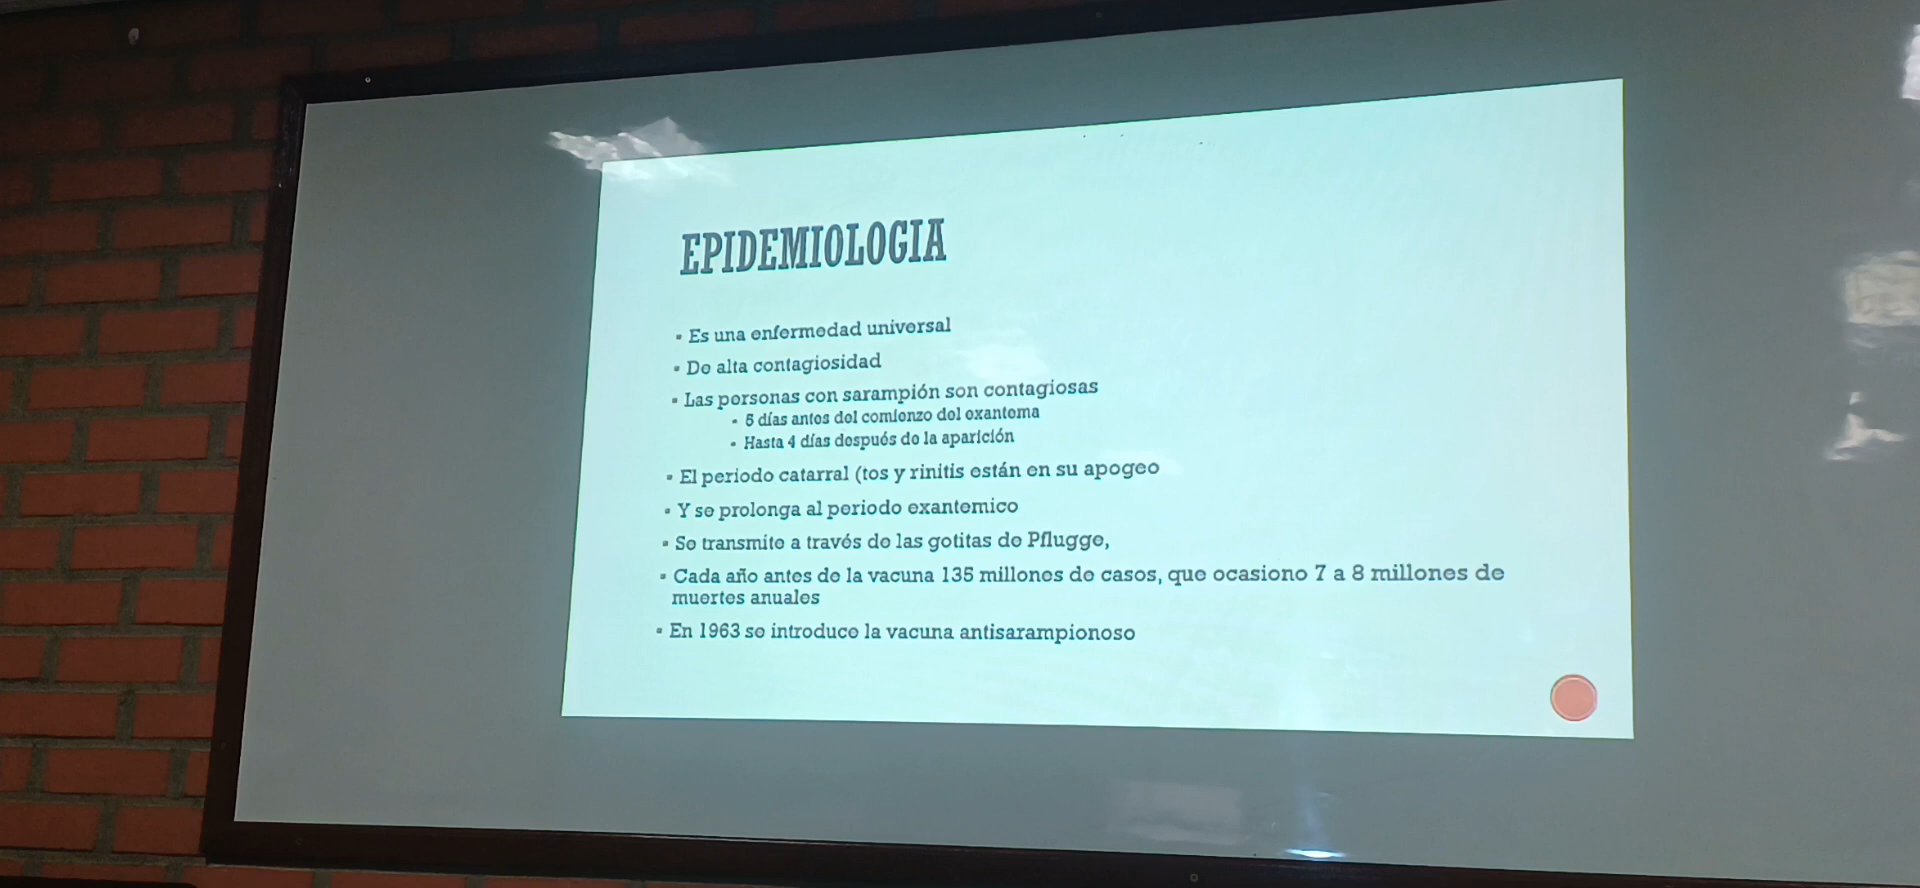 EPIDEMIOLOGIA
▪ Es una enfermedad universal
▪ De alta contagiosidad
▪ Las personas con sarampión son contagiosas
▪ 5 días antes del comienzo del exantema
▪ Hasta 4 días después de la aparición
▪ El periodo catarral (tos y rinitis están en su apogeo
▪ Y se prolonga al periodo exantemico
▪ Se transmite a través de las gotitas de Pflugge,
▪ Cada año antes de la vacuna 135 millones de casos, que ocasiono 7 a 8 millones de
muertes anuales
▪ En 1963 se introduce la vacuna antisarampionoso